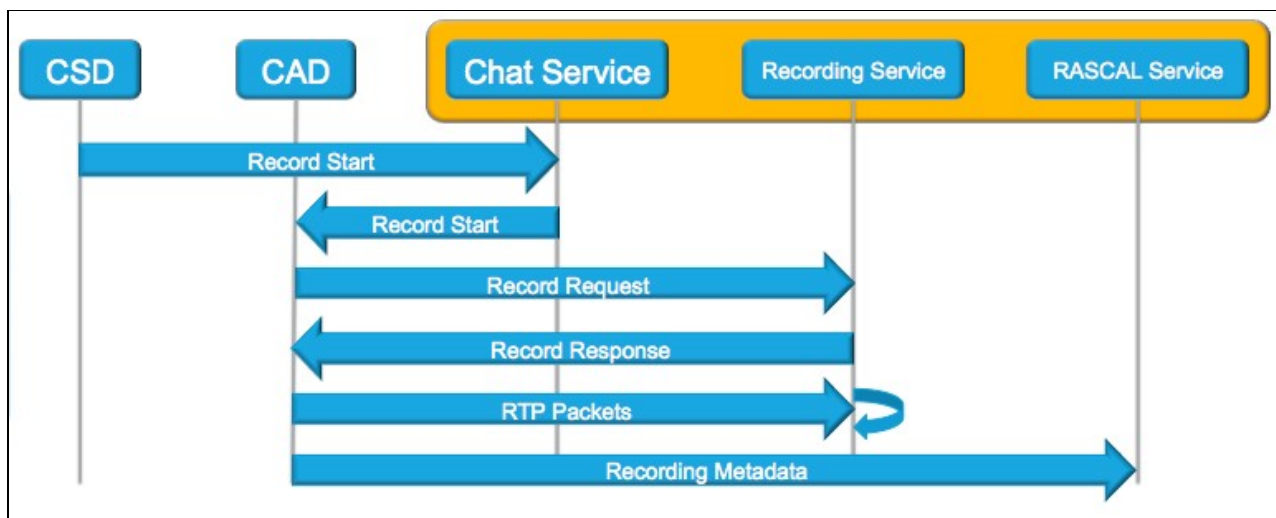 CSD
CAD
Chat Service
Recording Service
RASCAL Service
Record Start
Record Start
Record Request
Record Response
RTP Packets
Recording Metadata